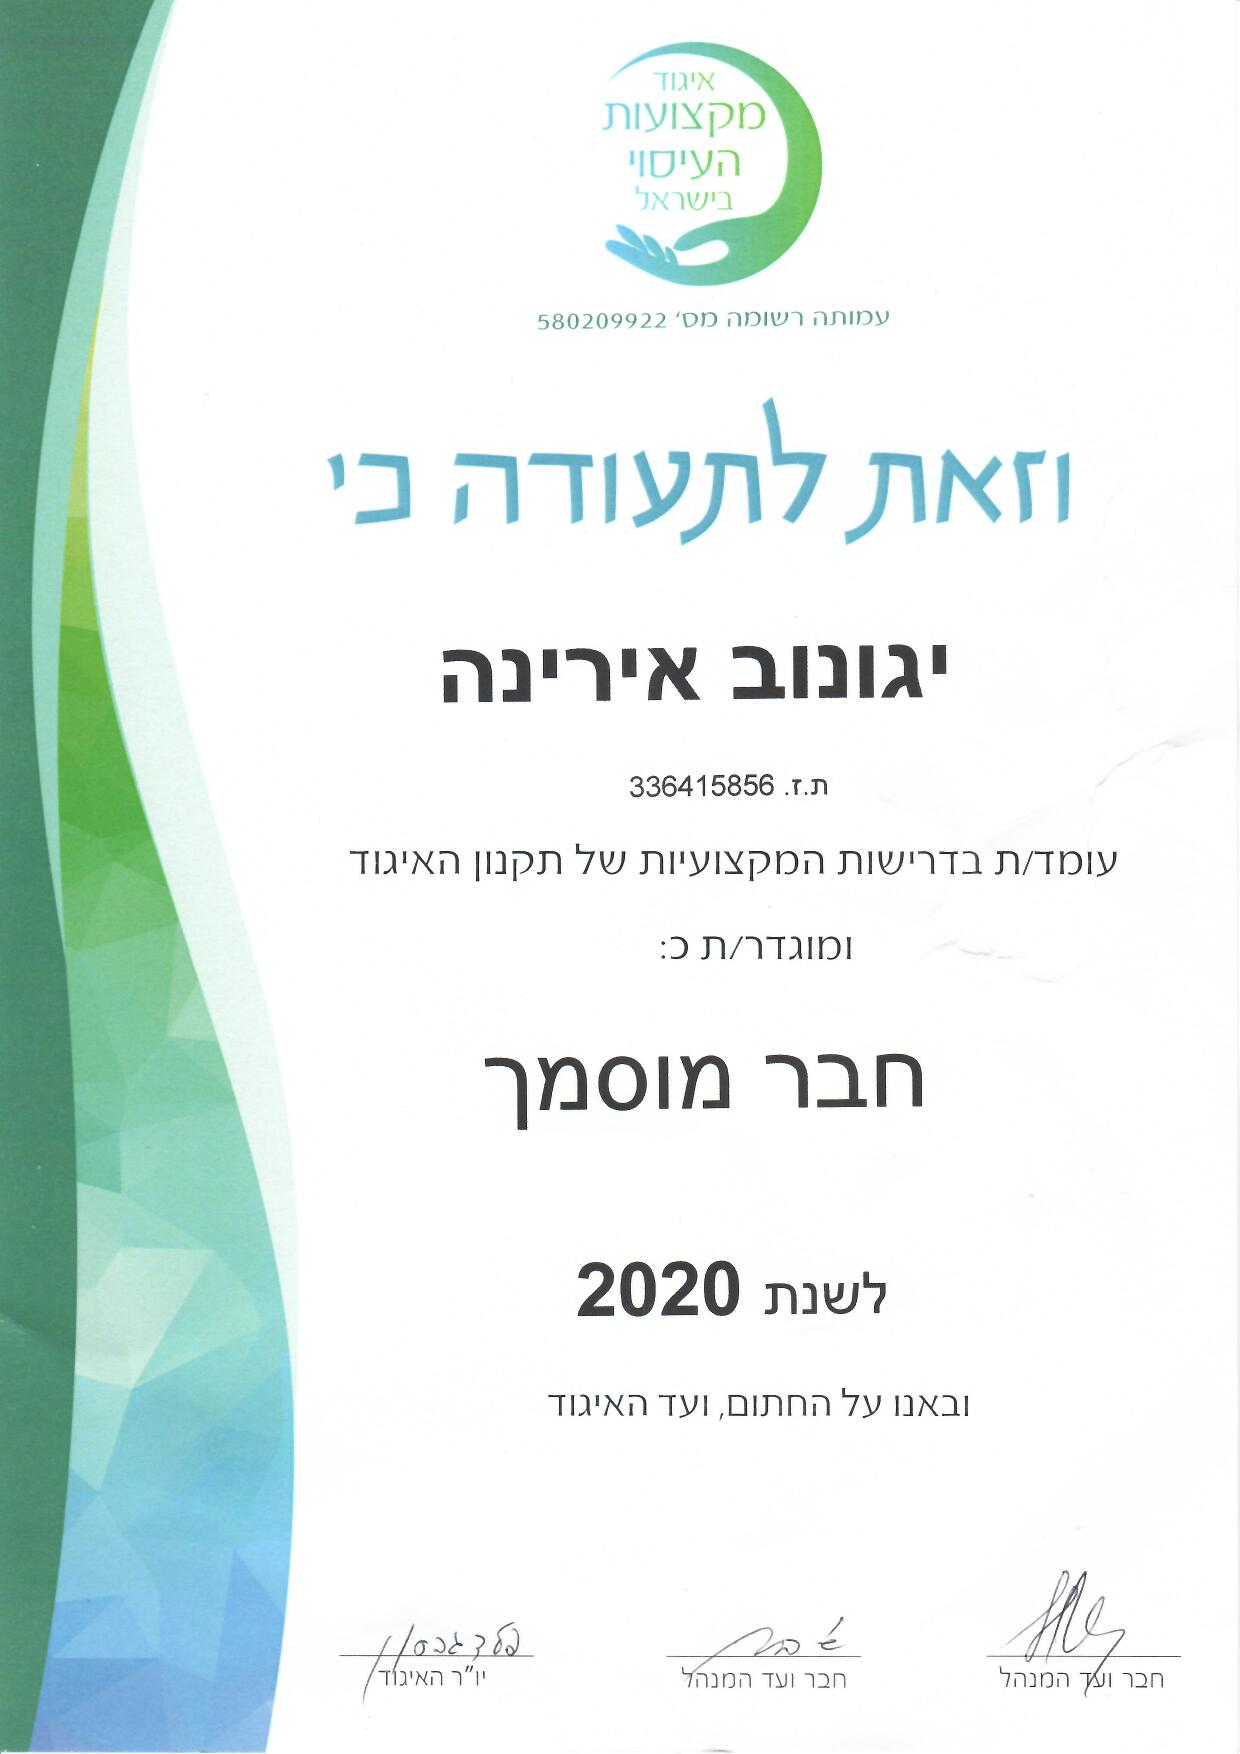 איגוד
מקצועות
העיסוי
בישראל
עמותה רשומה מס׳ 580209922
וזאת לתעודה כי
יגונוב אירינה
ת.ז. 336415856
עומד/ת בדרישות המקצועיות של תקנון האיגוד
ומוגדר/ת כ:
חבר מוסמך
לשנת 2020
ובאנו על החתום, ועד האיגוד
חבר ועד המנהל
חבר ועד המנהל
יו"ר האיגוד